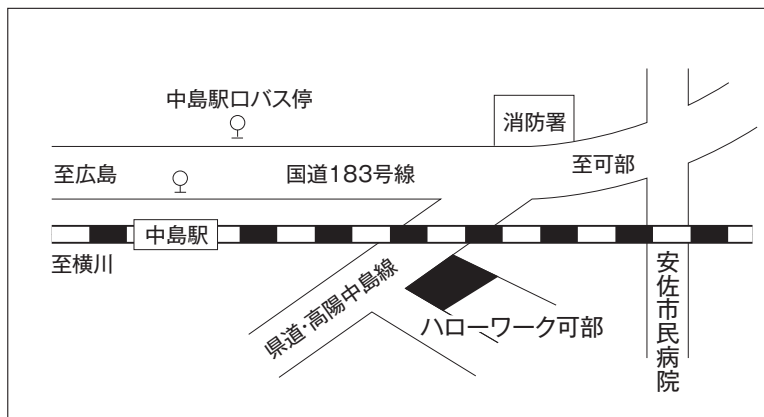 中島駅口バス停
消防署
至広島
国道183号線
至可部
中島駅
至横川
県道・高陽中島線
ハローワーク可部
安佐市民病院